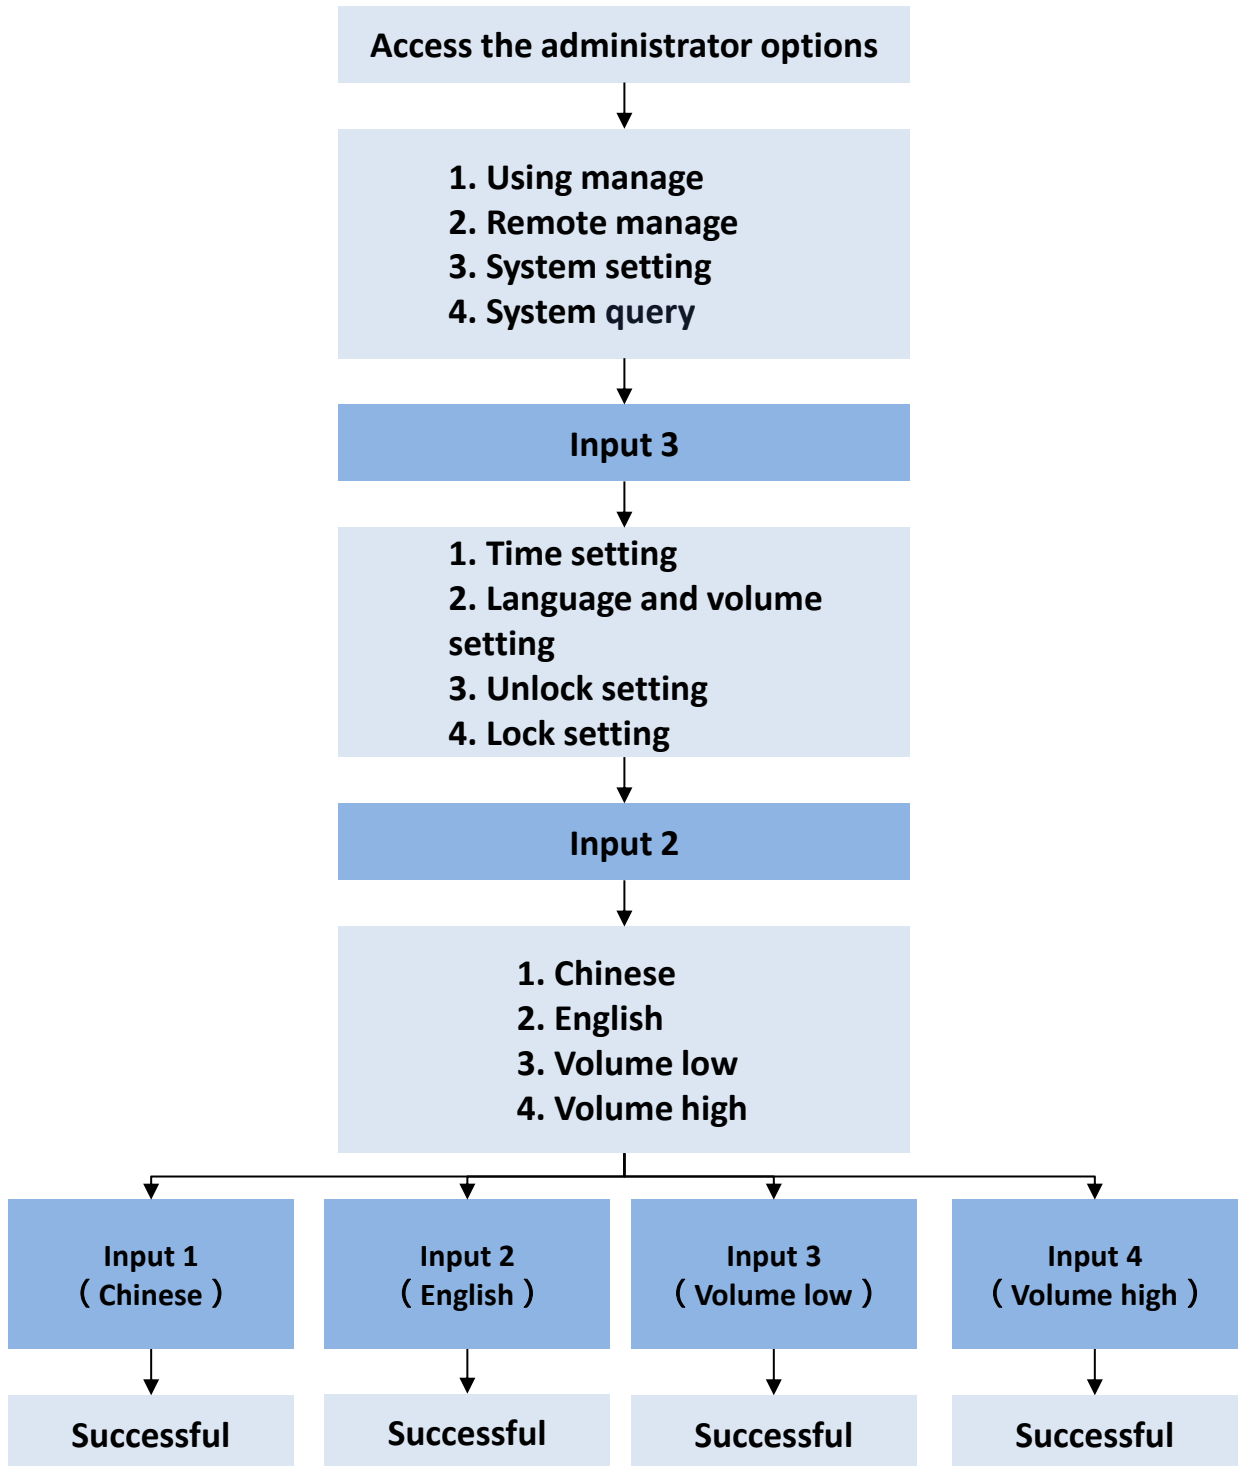 Access the administrator options
1. Using manage
2. Remote manage
3. System setting
4. System query
Input 3
1. Time setting
2. Language and volume
setting
3. Unlock setting
4. Lock setting
Input 2
1. Chinese
2. English
3. Volume low
4. Volume high
Input 1
（ Chinese ）
Input 2
（ English ）
Input 3
（ Volume low ）
Input 4
（ Volume high ）
Successful
Successful
Successful
Successful